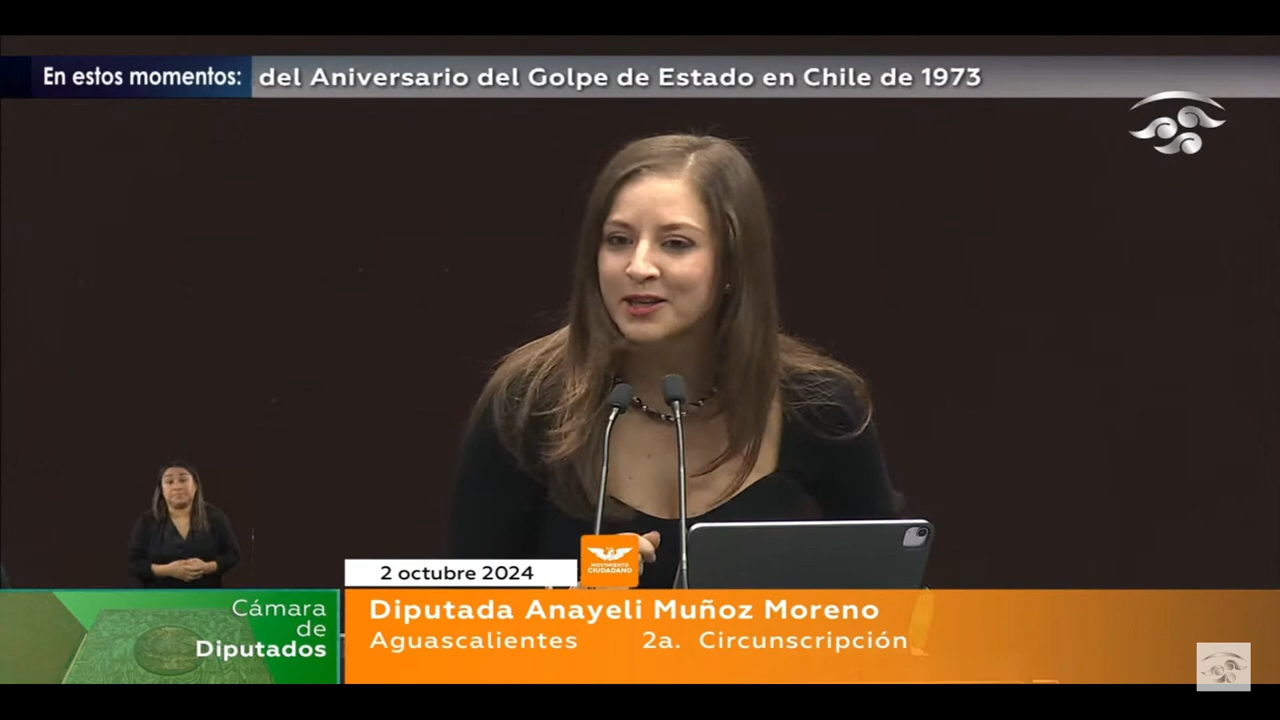 En estos momentos: del Aniversario del Golpe de Estado en Chile de 1973
2 octubre 2024
MOVIMIENTO
CIUDADANO
Cámara
de
Diputados
Diputada Anayeli Muñoz Moreno
Aguascalientes 2a. Circunscripción